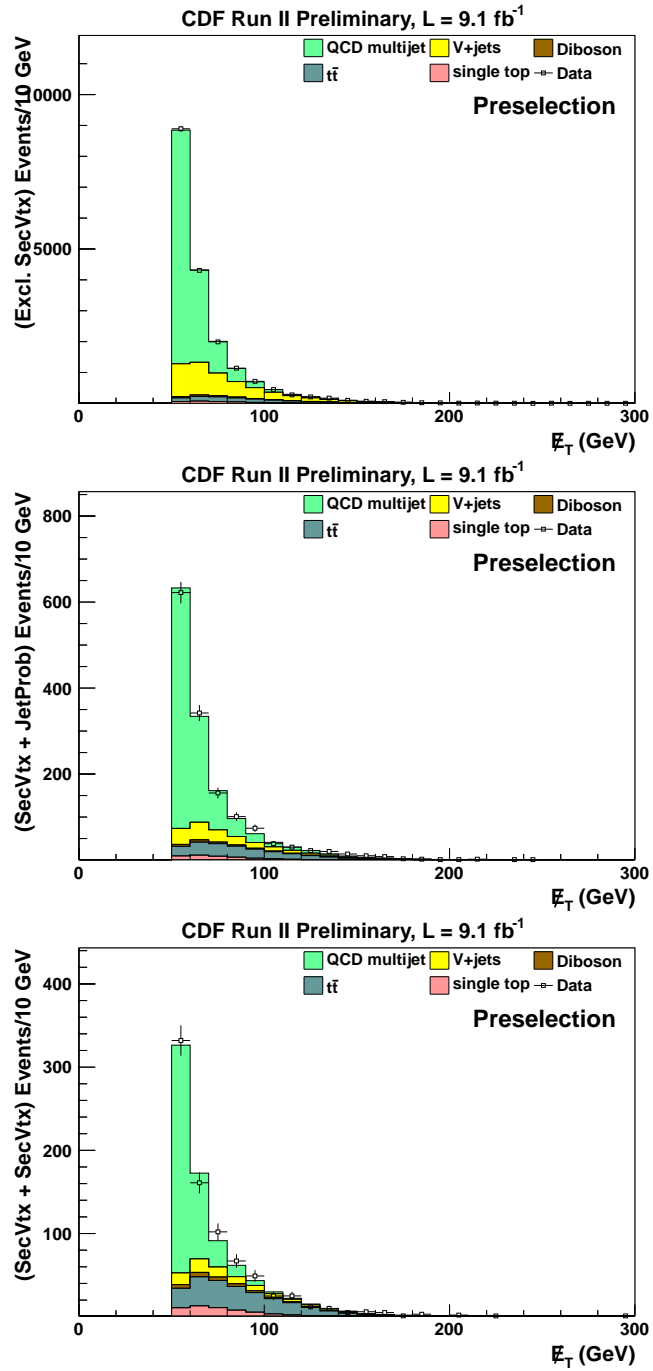 CDF Run II Preliminary, L = 9.1 fb⁻¹
QCD multijet V+jets Diboson
tt̄ single top Data
Preselection
(Excl. SecVtx) Events/10 GeV
0000
5000
0 100 200 300
E̸_T (GeV)
CDF Run II Preliminary, L = 9.1 fb⁻¹
QCD multijet V+jets Diboson
tt̄ single top Data
Preselection
(SecVtx + JetProb) Events/10 GeV
800
600
400
200
0 100 200 300
E̸_T (GeV)
CDF Run II Preliminary, L = 9.1 fb⁻¹
QCD multijet V+jets Diboson
tt̄ single top Data
Preselection
(SecVtx + SecVtx) Events/10 GeV
400
300
200
100
0 100 200 300
E̸_T (GeV)